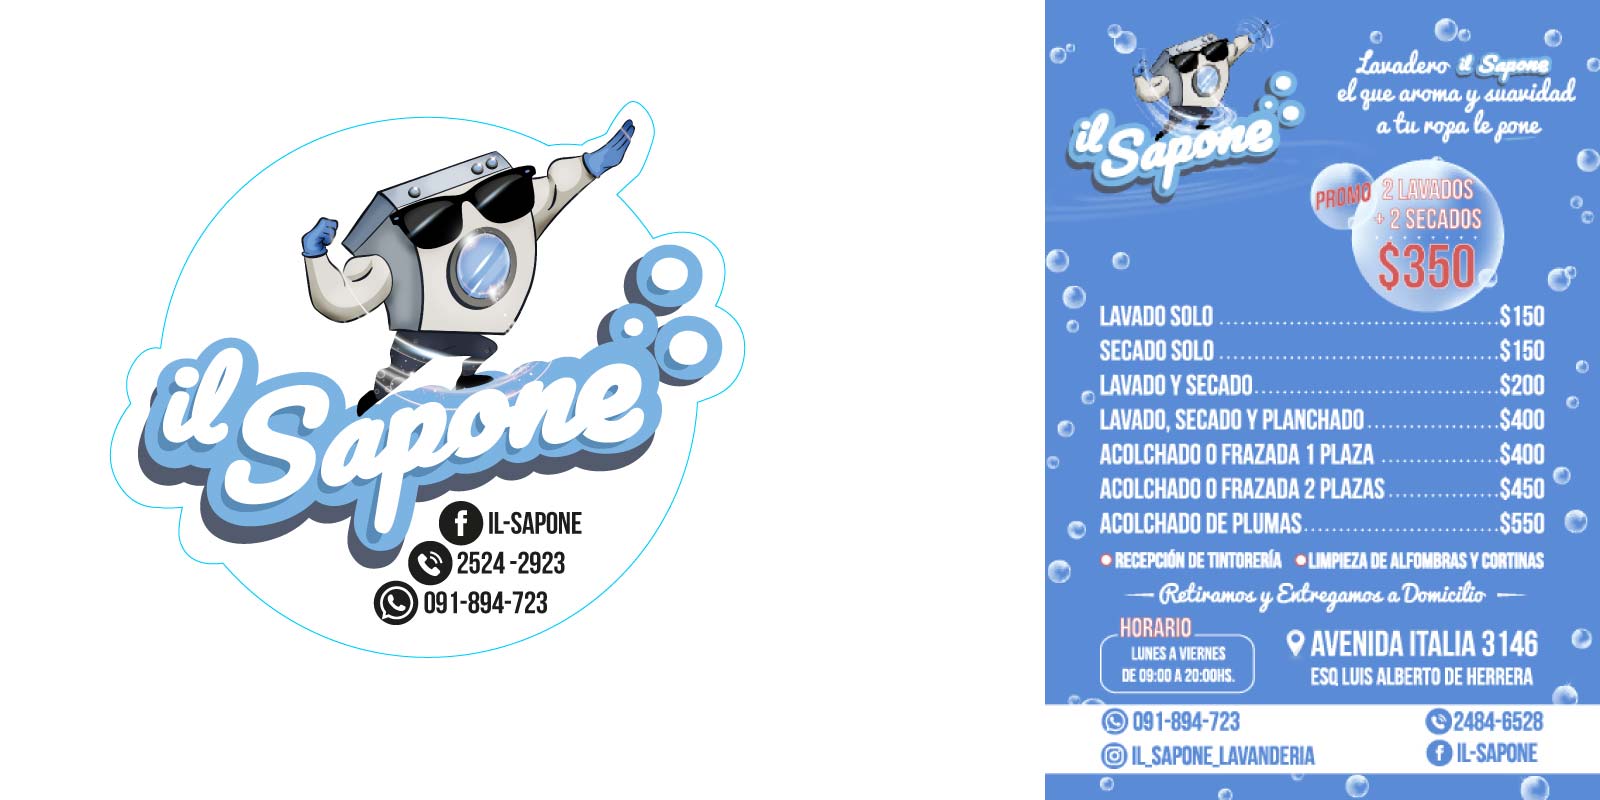 il
Sapone
IL-SAPONE
2524 -2923
091-894-723
il
Sapone
Lavadero il Sapone
el que aroma y suavidad
a tu ropa le pone
PROMO
2 LAVADOS
+ 2 SECADOS
$350
LAVADO SOLO ........................................ $150
SECADO SOLO ........................................ $150
LAVADO Y SECADO................................... $200
LAVADO, SECADO Y PLANCHADO................... $400
ACOLCHADO O FRAZADA 1 PLAZA ................. $400
ACOLCHADO O FRAZADA 2 PLAZAS................ $450
ACOLCHADO DE PLUMAS............................ $550
RECEPCIÓN DE TINTORERÍA
LIMPIEZA DE ALFOMBRAS Y CORTINAS
Retiramos y Entregamos a Domicilio
HORARIO
LUNES A VIERNES
DE 09:00 A 20:00HS.
AVENIDA ITALIA 3146
ESQ LUIS ALBERTO DE HERRERA
091-894-723
2484-6528
IL_SAPONE_LAVANDERIA
IL-SAPONE